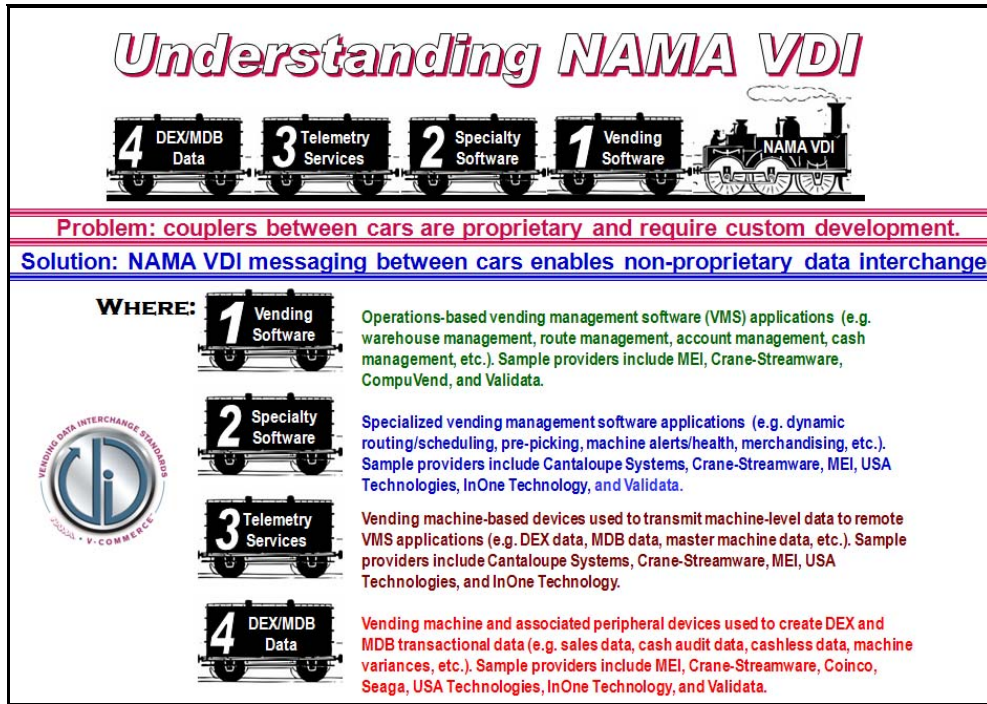 Understanding NAMA VDI
4 DEX/MDB Data
3 Telemetry Services
2 Specialty Software
1 Vending Software
NAMA VDI
Problem: couplers between cars are proprietary and require custom development.
Solution: NAMA VDI messaging between cars enables non-proprietary data interchange
WHERE:
1 Vending Software
Operations-based vending management software (VMS) applications (e.g.
warehouse management, route management, account management, cash
management, etc.). Sample providers include MEI, Crane-Streamware,
CompuVend, and Validata.
2 Specialty Software
Specialized vending management software applications (e.g. dynamic
routing/scheduling, pre-picking, machine alerts/health, merchandising, etc.).
Sample providers include Cantaloupe Systems, Crane-Streamware, MEI, USA
Technologies, InOne Technology, and Validata.
VENDING DATA INTERCHANGE STANDARDS
V-COMMERCE
3 Telemetry Services
Vending machine-based devices used to transmit machine-level data to remote
VMS applications (e.g. DEX data, MDB data, master machine data, etc.). Sample
providers include Cantaloupe Systems, Crane-Streamware, MEI, USA
Technologies, and InOne Technology.
4 DEX/MDB Data
Vending machine and associated peripheral devices used to create DEX and
MDB transactional data (e.g. sales data, cash audit data, cashless data, machine
variances, etc.). Sample providers include MEI, Crane-Streamware, Coinco,
Seaga, USA Technologies, InOne Technology, and Validata.